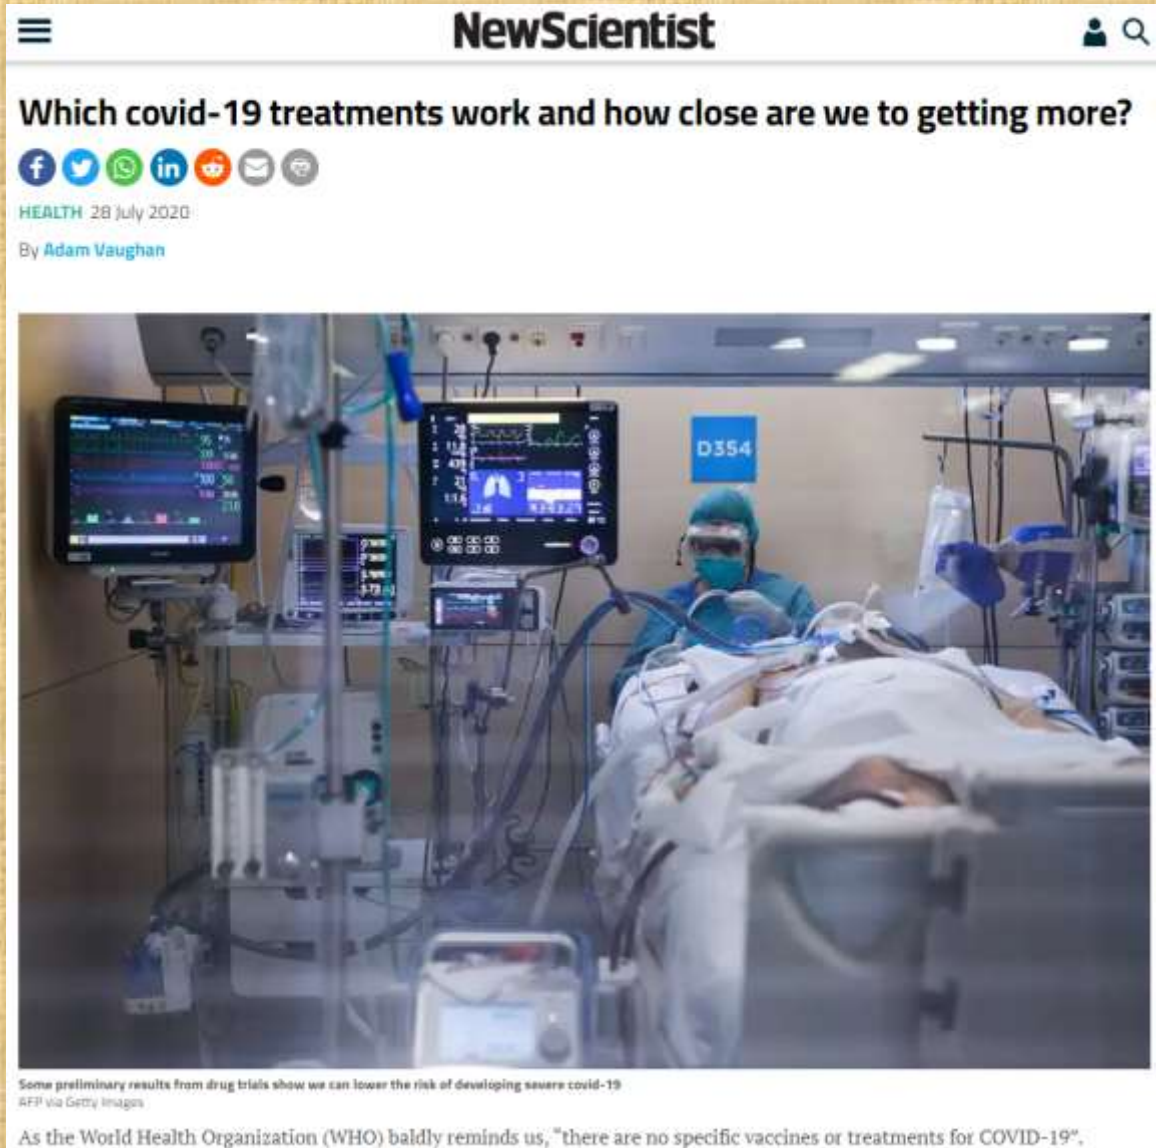 NewScientist
Which covid-19 treatments work and how close are we to getting more?
HEALTH 28 July 2020
By Adam Vaughan
D354
Some preliminary results from drug trials show we can lower the risk of developing severe covid-19
AFP via Getty Images
As the World Health Organization (WHO) baldly reminds us, "there are no specific vaccines or treatments for COVID-19".